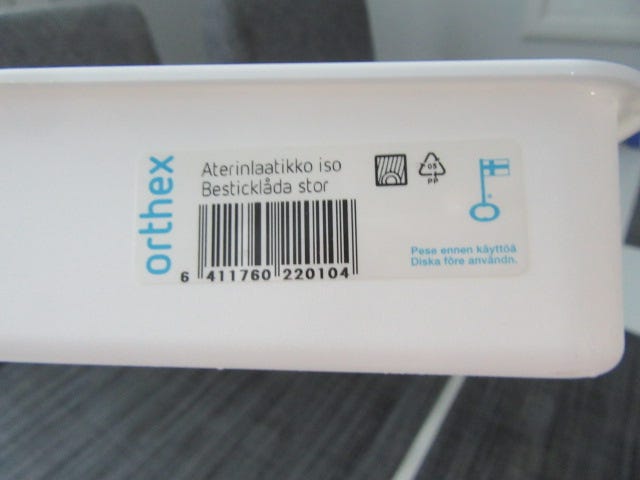 orthex
Aterinlaatikko iso
Besticklåda stor
6 411760 220104
05
PP
Pese ennen käyttöä
Diska före användn.